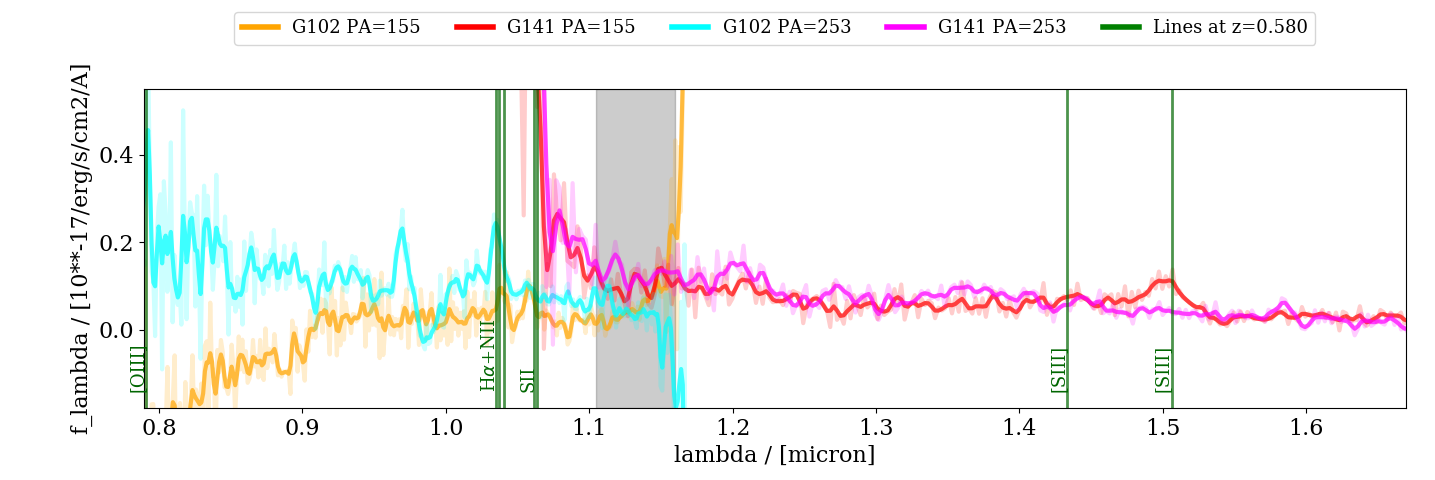 G102 PA=155 G141 PA=155 G102 PA=253 G141 PA=253 Lines at z=0.580
f_lambda / [10**-17/erg/s/cm2/A]
0.4
0.2
0.0
[OIII]
Hα+NII
SII
[SIII]
[SIII]
0.8 0.9 1.0 1.1 1.2 1.3 1.4 1.5 1.6
lambda / [micron]